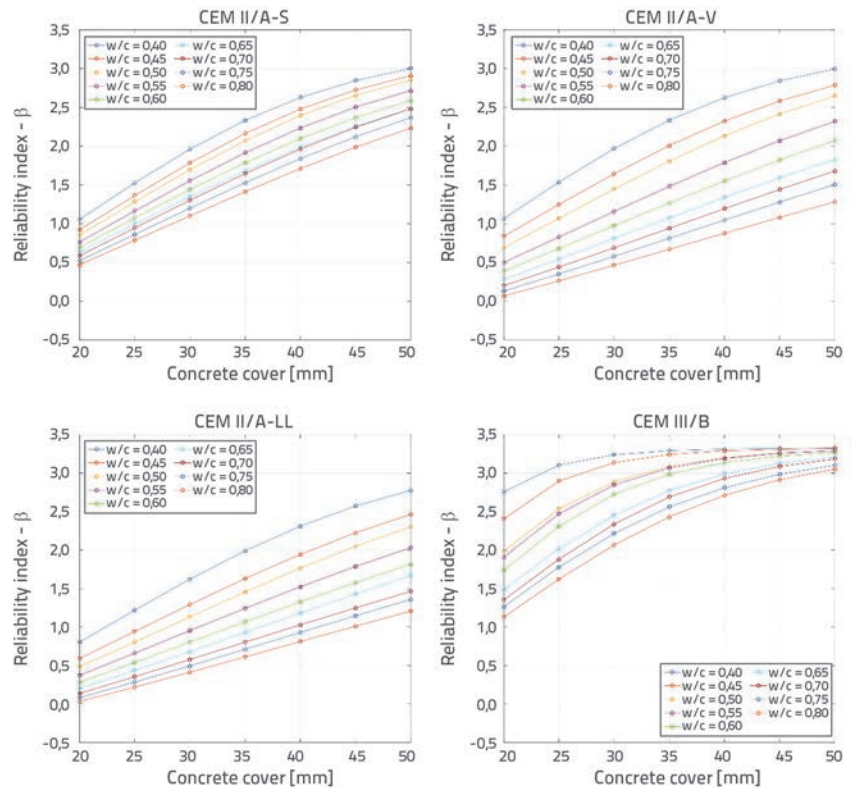 CEM II/A-S
Reliability index - β
3,5
3,0
2,5
2,0
1,5
1,0
0,5
0,0
-0,5
w/c = 0,40
w/c = 0,45
w/c = 0,50
w/c = 0,55
w/c = 0,60
w/c = 0,65
w/c = 0,70
w/c = 0,75
w/c = 0,80
20 25 30 35 40 45 50
Concrete cover [mm]
CEM II/A-V
Reliability index - β
3,5
3,0
2,5
2,0
1,5
1,0
0,5
0,0
-0,5
w/c = 0,40
w/c = 0,45
w/c = 0,50
w/c = 0,55
w/c = 0,60
w/c = 0,65
w/c = 0,70
w/c = 0,75
w/c = 0,80
20 25 30 35 40 45 50
Concrete cover [mm]
CEM II/A-LL
Reliability index - β
3,5
3,0
2,5
2,0
1,5
1,0
0,5
0,0
-0,5
w/c = 0,40
w/c = 0,45
w/c = 0,50
w/c = 0,55
w/c = 0,60
w/c = 0,65
w/c = 0,70
w/c = 0,75
w/c = 0,80
20 25 30 35 40 45 50
Concrete cover [mm]
CEM III/B
Reliability index - β
3,5
3,0
2,5
2,0
1,5
1,0
0,5
0,0
-0,5
w/c = 0,40
w/c = 0,45
w/c = 0,50
w/c = 0,55
w/c = 0,60
w/c = 0,65
w/c = 0,70
w/c = 0,75
w/c = 0,80
20 25 30 35 40 45 50
Concrete cover [mm]